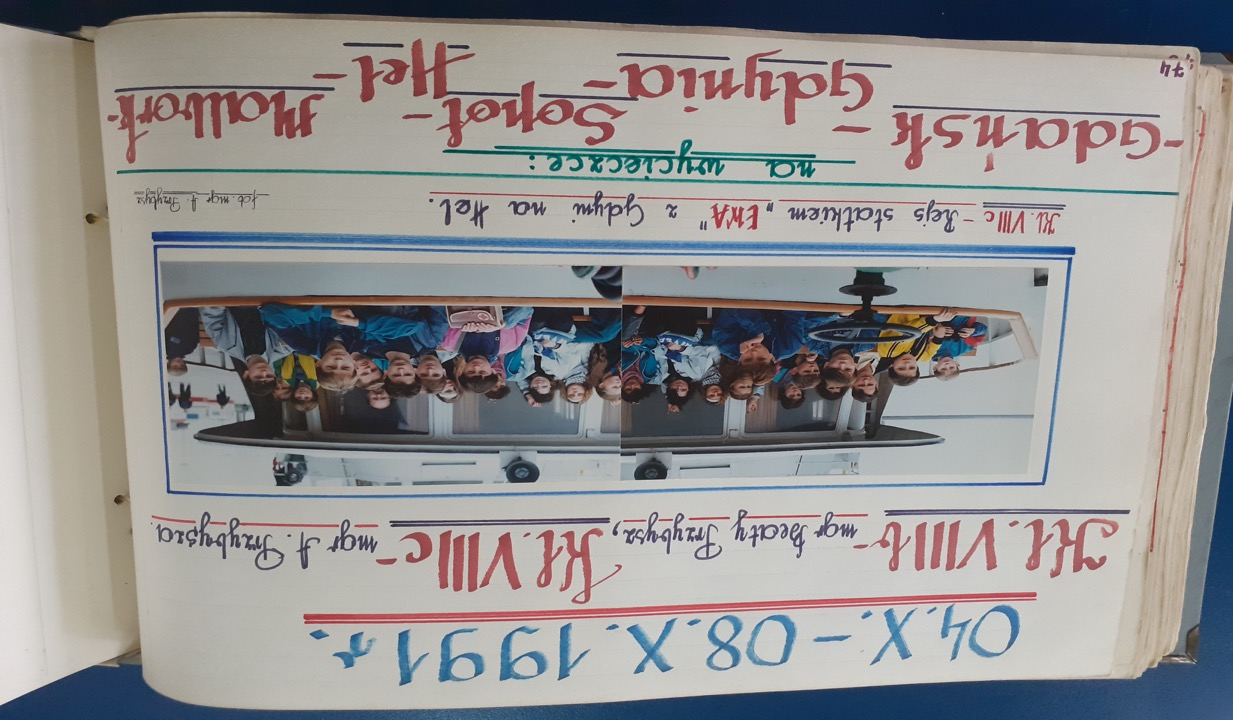 04.X.-08.X.1991r.
Kl. VIIIb- mgr Beaty Przybysz, Kl. VIIIc- mgr A. Przybysza
Kl. VIIIc - Rejs statkiem „EWA" z Gdyni na Hel.
fot. mgr A. Przybysz
na wycieczce:
-Gdańsk - Sopot - Malbork-
Gdynia- Hel -
74